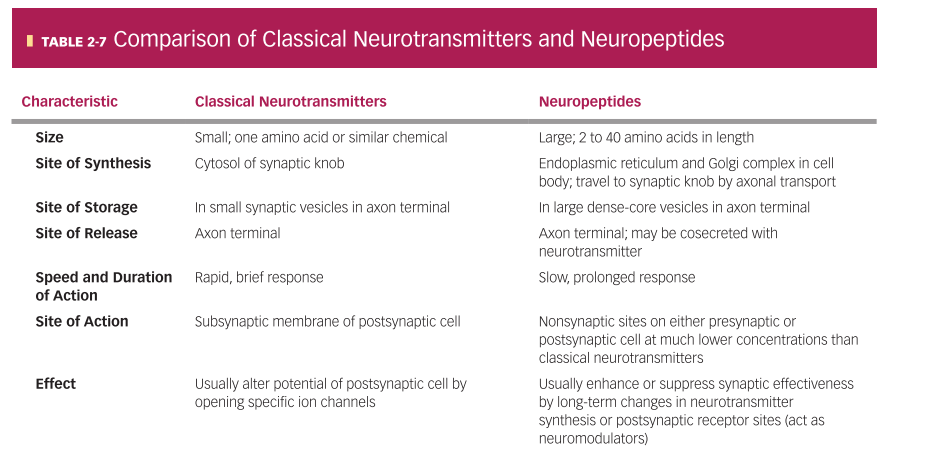 TABLE 2-7 Comparison of Classical Neurotransmitters and Neuropeptides
Characteristic Classical Neurotransmitters Neuropeptides
Size Small; one amino acid or similar chemical Large; 2 to 40 amino acids in length
Site of Synthesis Cytosol of synaptic knob Endoplasmic reticulum and Golgi complex in cell
body; travel to synaptic knob by axonal transport
Site of Storage In small synaptic vesicles in axon terminal In large dense-core vesicles in axon terminal
Site of Release Axon terminal Axon terminal; may be cosecreted with
neurotransmitter
Speed and Duration Rapid, brief response Slow, prolonged response
of Action
Site of Action Subsynaptic membrane of postsynaptic cell Nonsynaptic sites on either presynaptic or
postsynaptic cell at much lower concentrations than
classical neurotransmitters
Effect Usually alter potential of postsynaptic cell by Usually enhance or suppress synaptic effectiveness
opening specific ion channels by long-term changes in neurotransmitter
synthesis or postsynaptic receptor sites (act as
neuromodulators)